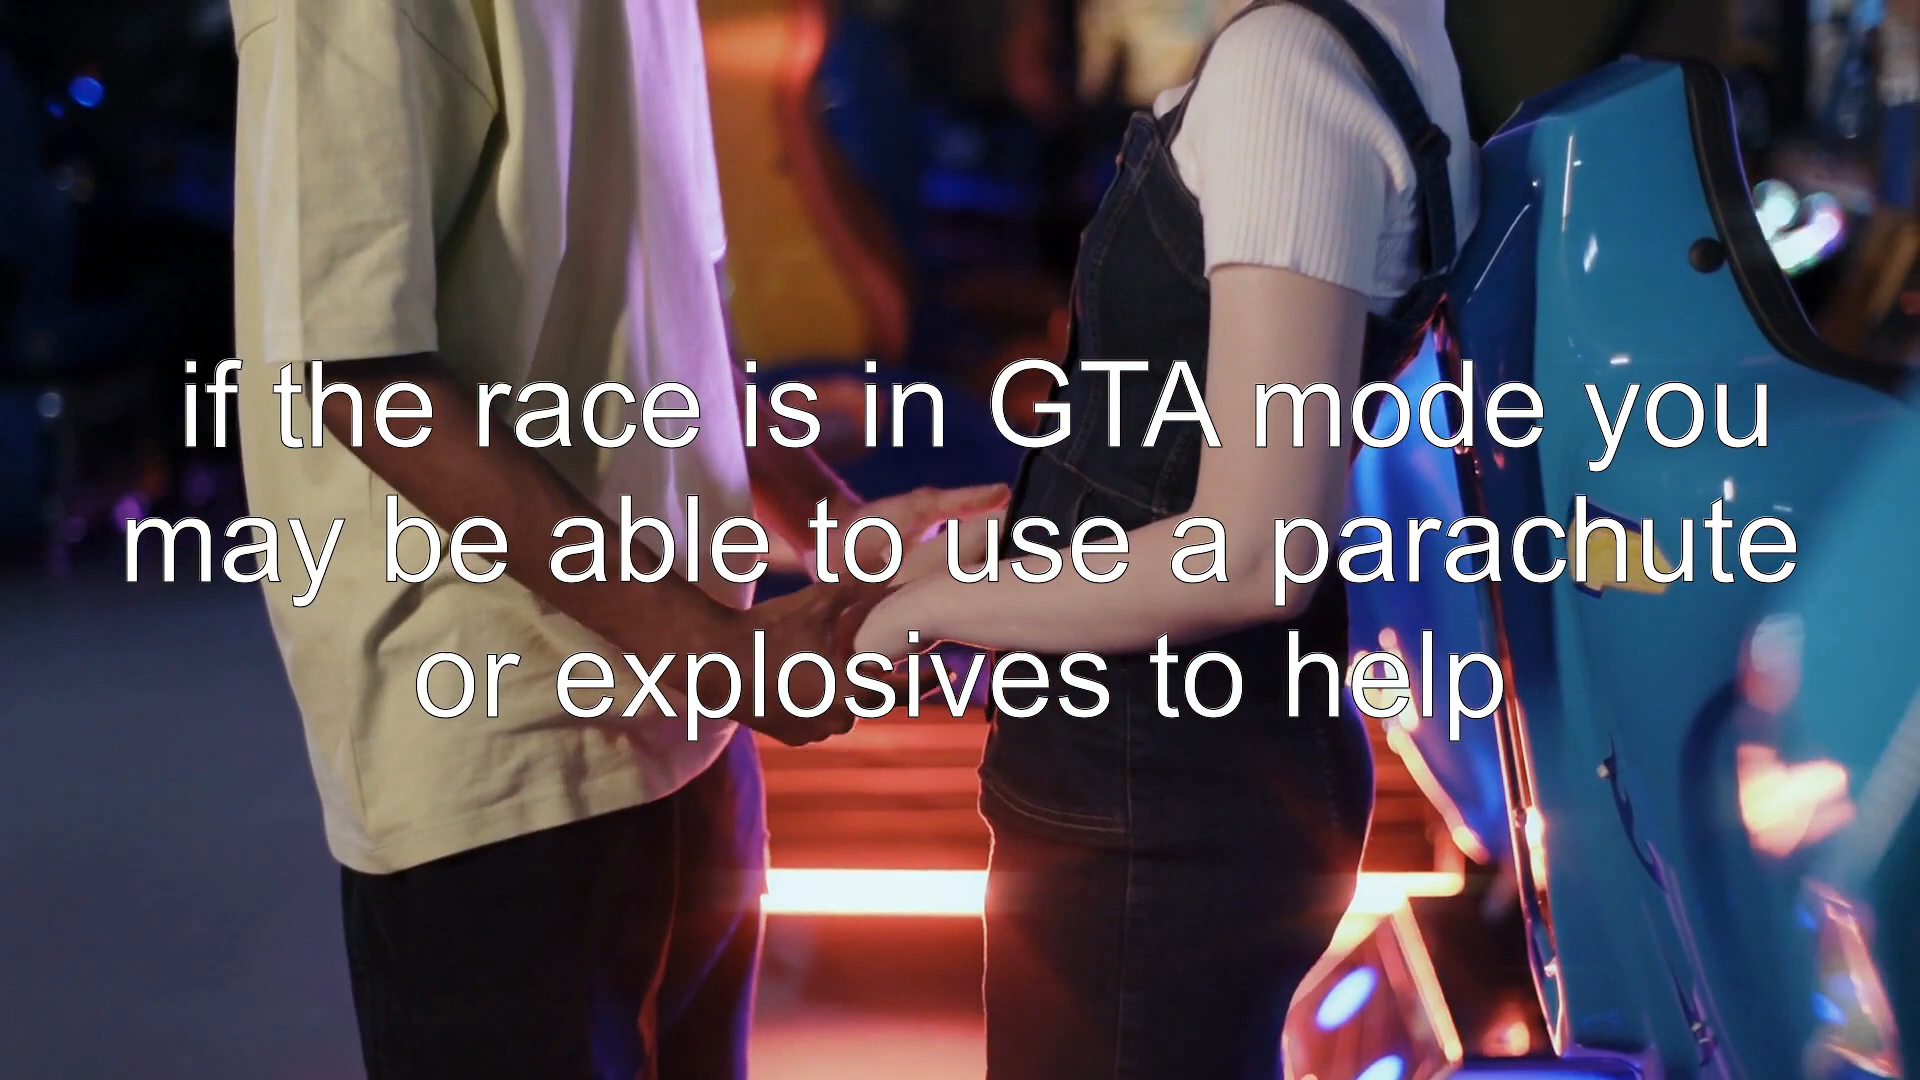 if the race is in GTA mode you
may be able to use a parachute
or explosives to help